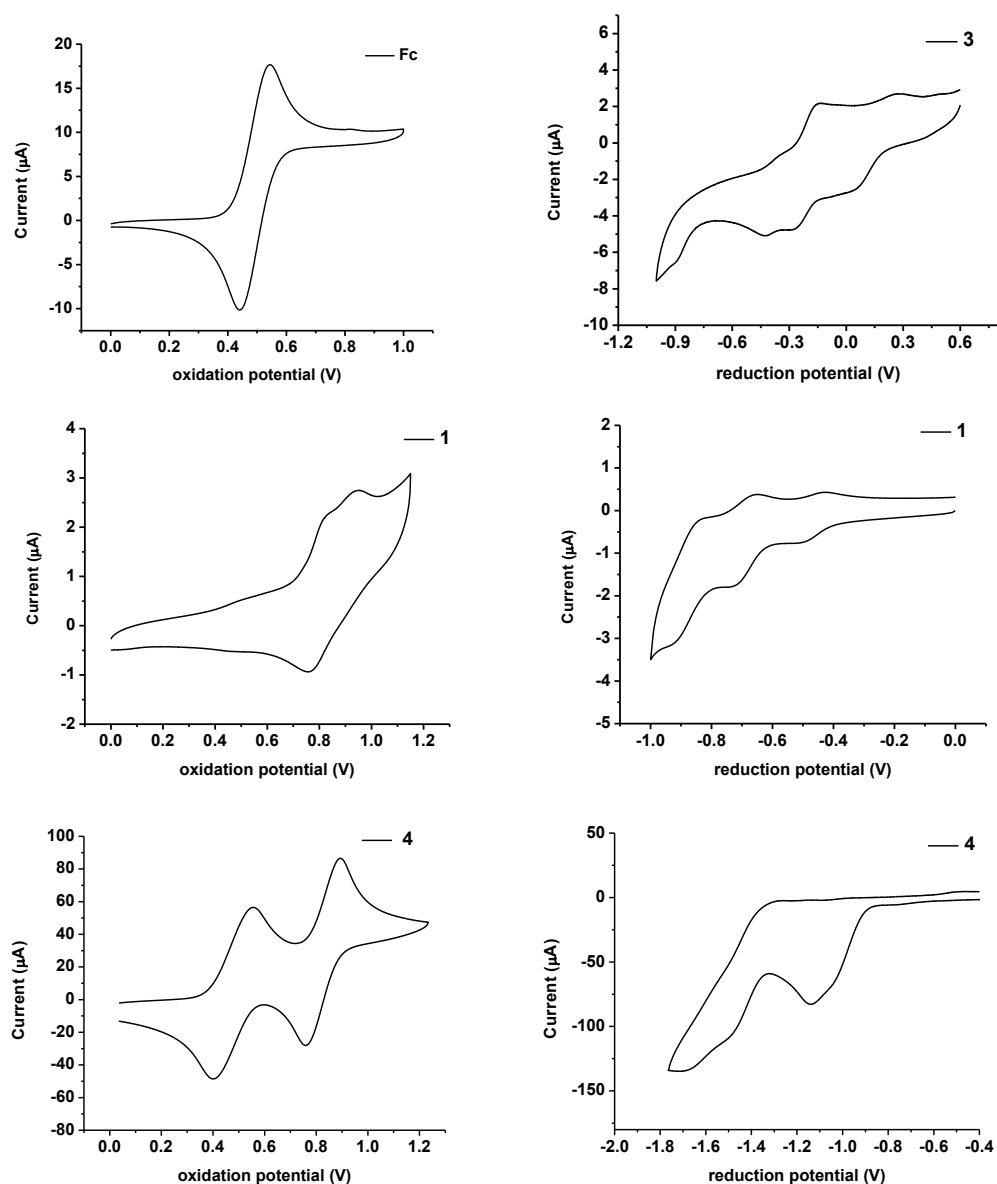 Fc
20
15
10
5
0
-5
-10
0.0 0.2 0.4 0.6 0.8 1.0
Current (µA)
oxidation potential (V)
3
6
4
2
0
-2
-4
-6
-8
-10
-1.2 -0.9 -0.6 -0.3 0.0 0.3 0.6
Current (µA)
reduction potential (V)
1
4
3
2
1
0
-1
-2
0.0 0.2 0.4 0.6 0.8 1.0 1.2
Current (µA)
oxidation potential (V)
1
2
1
0
-1
-2
-3
-4
-5
-1.0 -0.8 -0.6 -0.4 -0.2 0.0
Current (µA)
reduction potential (V)
4
100
80
60
40
20
0
-20
-40
-60
-80
0.0 0.2 0.4 0.6 0.8 1.0 1.2
Current (µA)
oxidation potential (V)
4
50
0
-50
-100
-150
-2.0 -1.8 -1.6 -1.4 -1.2 -1.0 -0.8 -0.6 -0.4
Current (µA)
reduction potential (V)